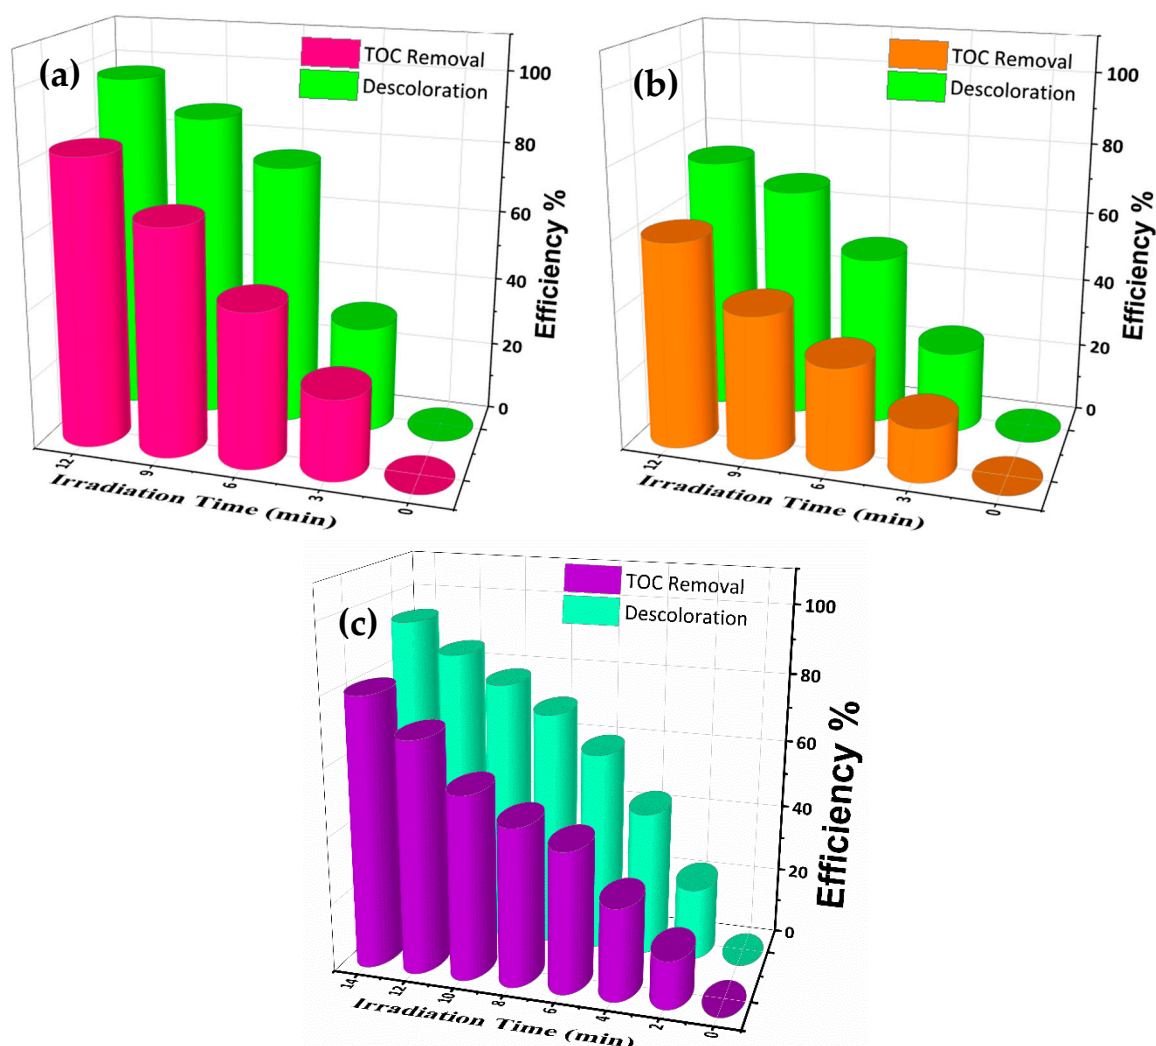 (a)
TOC Removal
Descoloration
100
80
60
40
20
0
Efficiency %
12
9
6
3
0
Irradiation Time (min)
(b)
TOC Removal
Descoloration
100
80
60
40
20
0
Efficiency %
12
9
6
3
0
Irradiation Time (min)
(c)
TOC Removal
Descoloration
100
80
60
40
20
0
Efficiency %
14
12
10
8
6
4
2
0
Irradiation Time (min)